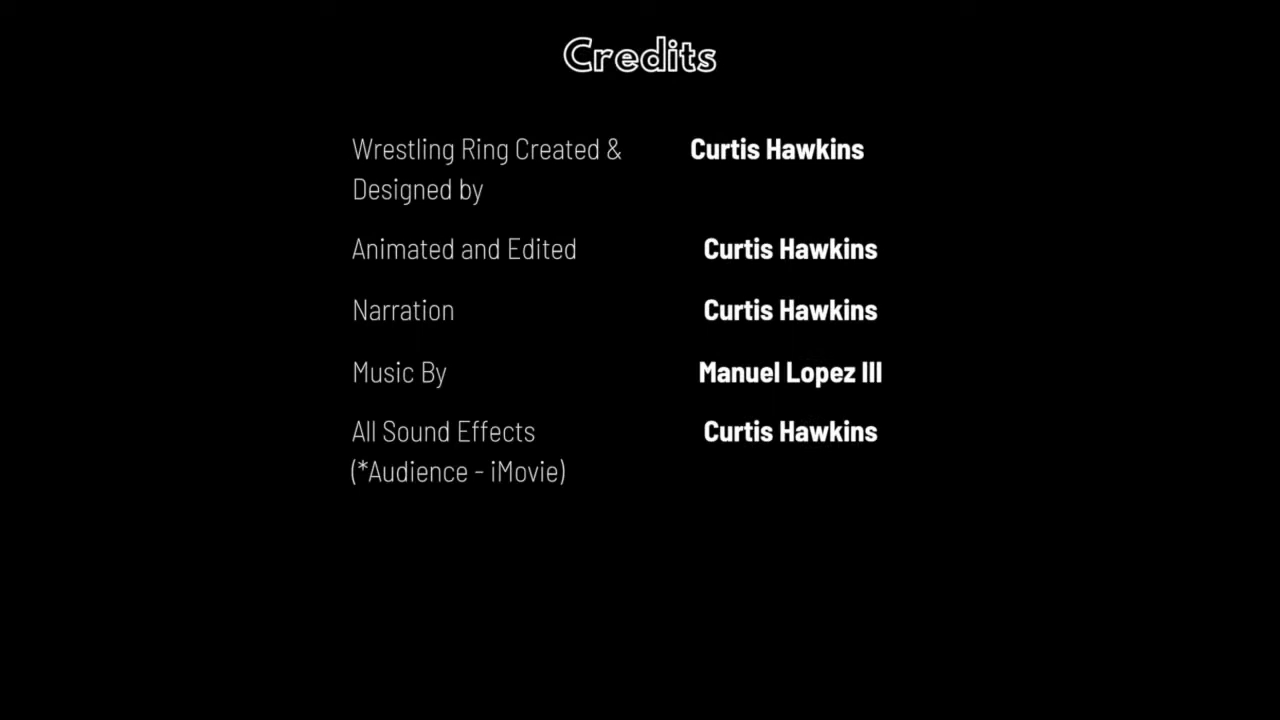 Credits
Wrestling Ring Created & Curtis Hawkins
Designed by
Animated and Edited Curtis Hawkins
Narration Curtis Hawkins
Music By Manuel Lopez III
All Sound Effects Curtis Hawkins
(*Audience - iMovie)